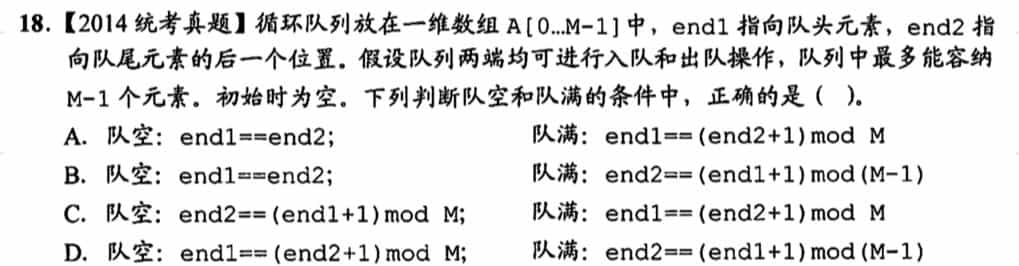 18.【2014 统考真题】循环队列放在一维数组 A[0…M-1]中，end1 指向队头元素，end2 指
向队尾元素的后一个位置。假设队列两端均可进行入队和出队操作，队列中最多能容纳
M-1 个元素。初始时为空。下列判断队空和队满的条件中，正确的是（ ）。
A. 队空：end1==end2; 队满：end1==(end2+1)mod M
B. 队空：end1==end2; 队满：end2==(end1+1)mod(M-1)
C. 队空：end2==(end1+1)mod M; 队满：end1==(end2+1)mod M
D. 队空：end1==(end2+1)mod M; 队满：end2==(end1+1)mod(M-1)